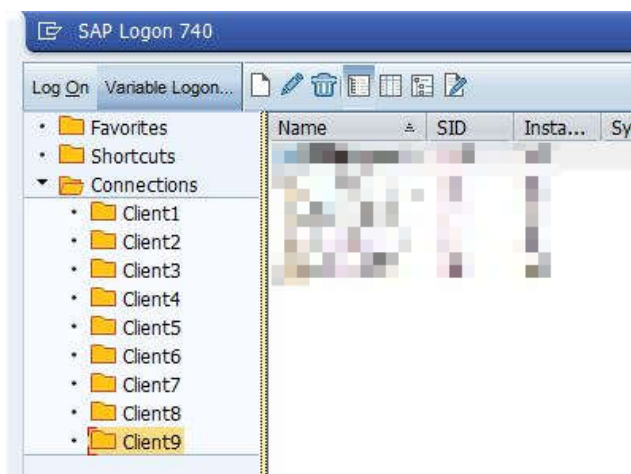 SAP Logon 740
Log On Variable Logon...
Favorites
Shortcuts
Connections
Client1
Client2
Client3
Client4
Client5
Client6
Client7
Client8
Client9
Name SID Insta... Sy